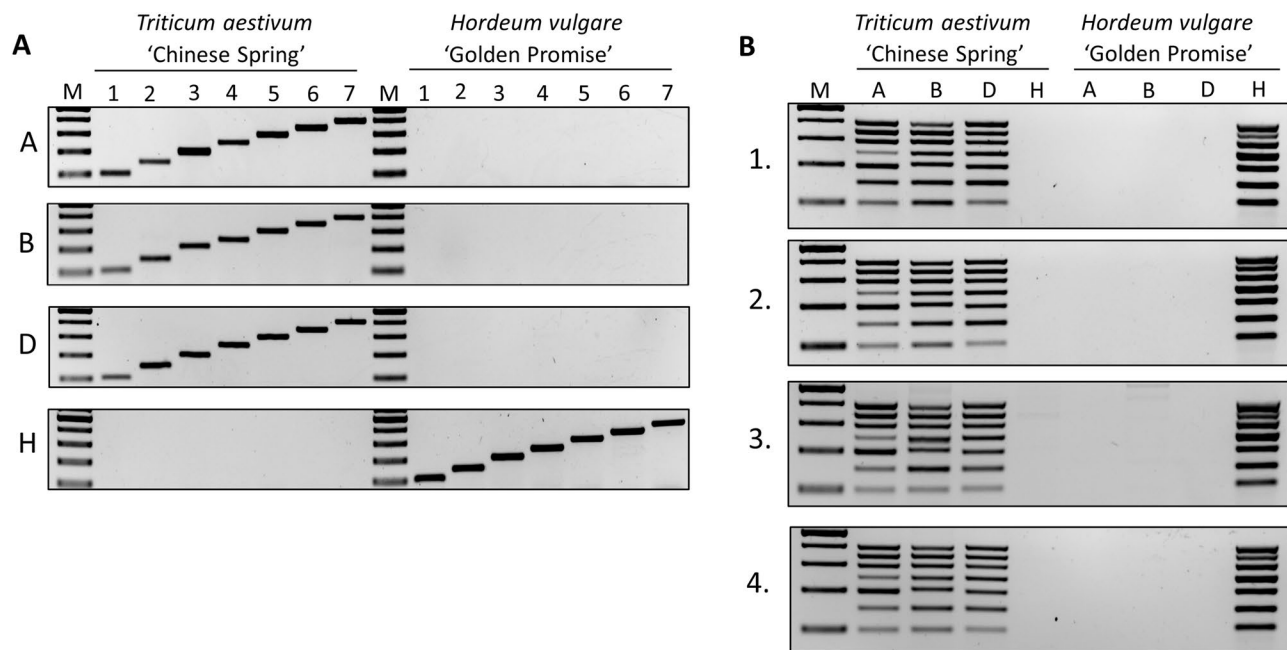 A
Triticum aestivum
'Chinese Spring'
Hordeum vulgare
'Golden Promise'
M 1 2 3 4 5 6 7 M 1 2 3 4 5 6 7
A
B
D
H
B
Triticum aestivum
'Chinese Spring'
Hordeum vulgare
'Golden Promise'
M A B D H A B D H
1.
2.
3.
4.